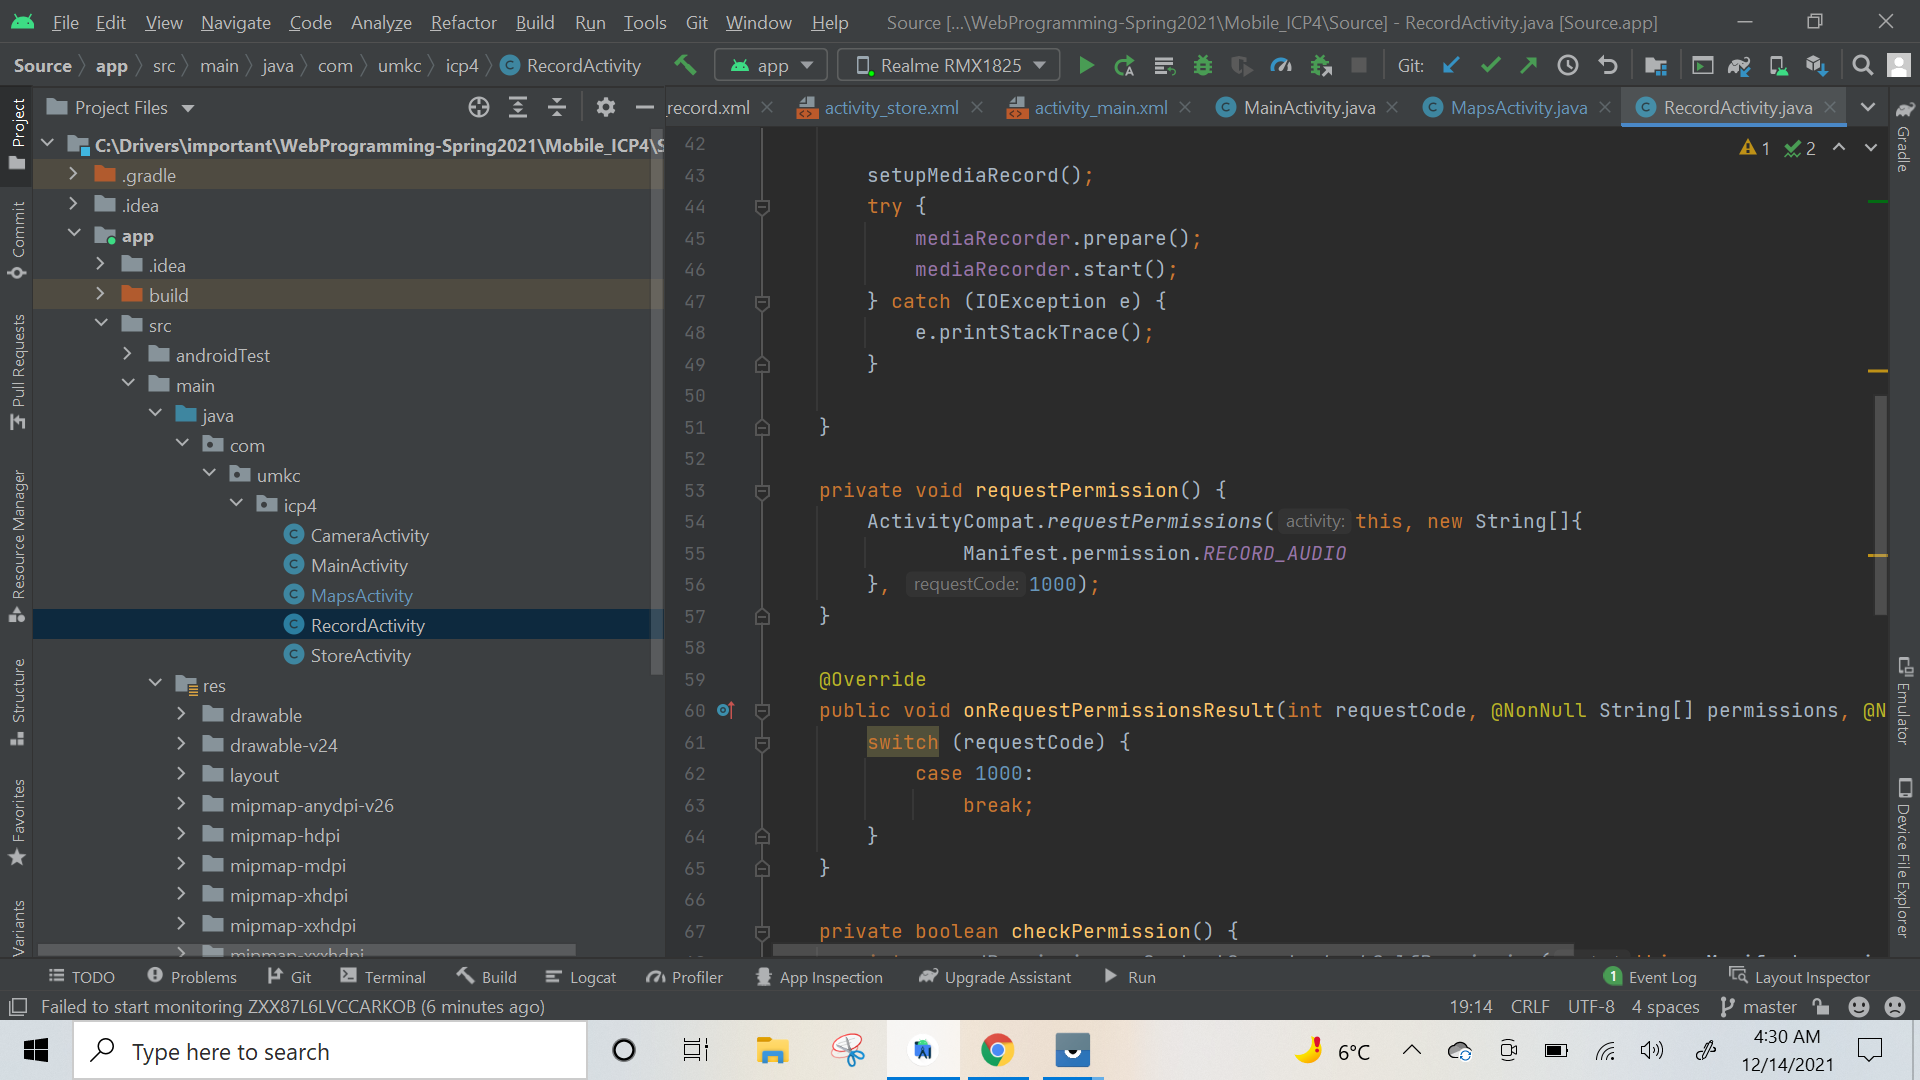 File Edit View Navigate Code Analyze Refactor Build Run Tools Git Window Help Source [...\WebProgramming-Spring2021\Mobile_ICP4\Source] - RecordActivity.java [Source.app]
Source app src main java com umkc icp4 RecordActivity app Realme RMX1825 Git:
Project Files record.xml activity_store.xml activity_main.xml MainActivity.java MapsActivity.java RecordActivity.java
C:\Drivers\important\WebProgramming-Spring2021\Mobile_ICP4\S
.gradle
.idea
app
.idea
build
src
androidTest
main
java
com
umkc
icp4
CameraActivity
MainActivity
MapsActivity
RecordActivity
StoreActivity
res
drawable
drawable-v24
layout
mipmap-anydpi-v26
mipmap-hdpi
mipmap-mdpi
mipmap-xhdpi
mipmap-xxhdpi
mipmap-xxxhdpi
Project
Commit
Pull Requests
Resource Manager
Structure
Favorites
Variants
1 2
42
43 setupMediaRecord();
44 try {
45 mediaRecorder.prepare();
46 mediaRecorder.start();
47 } catch (IOException e) {
48 e.printStackTrace();
49 }
50
51 }
52
53 private void requestPermission() {
54 ActivityCompat.requestPermissions( activity: this, new String[]{
55 Manifest.permission.RECORD_AUDIO
56 }, requestCode: 1000);
57 }
58
59 @Override
60 public void onRequestPermissionsResult(int requestCode, @NonNull String[] permissions, @N
61 switch (requestCode) {
62 case 1000:
63 break;
64 }
65 }
66
67 private boolean checkPermission() {
Gradle
Emulator
Device File Explorer
TODO Problems Git Terminal Build Logcat Profiler App Inspection Upgrade Assistant Run 1 Event Log Layout Inspector
Failed to start monitoring ZXX87L6LVCCARKOB (6 minutes ago) 19:14 CRLF UTF-8 4 spaces master
Type here to search 6°C 4:30 AM
12/14/2021